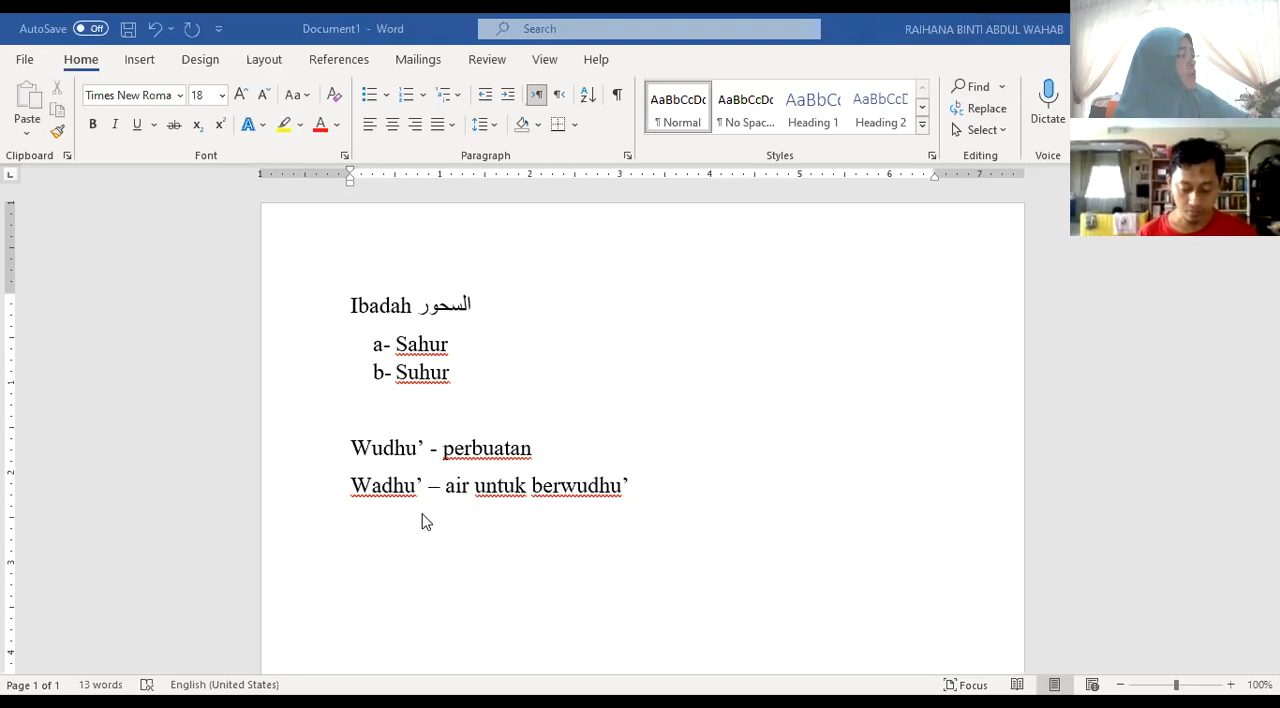 AutoSave Off Document1 - Word Search RAIHANA BINTI ABDUL WAHAB
File Home Insert Design Layout References Mailings Review View Help
Paste Times New Roma 18 Aa AaBbCcDc AaBbCcDc AaBbCc AaBbCcD Find
¶ Normal ¶ No Spac... Heading 1 Heading 2 Replace
Select Dictate
Clipboard Font Paragraph Styles Editing Voice
Ibadah السحور
a- Sahur
b- Suhur
Wudhu’ - perbuatan
Wadhu’ – air untuk berwudhu’
Page 1 of 1 13 words English (United States) Focus 100%